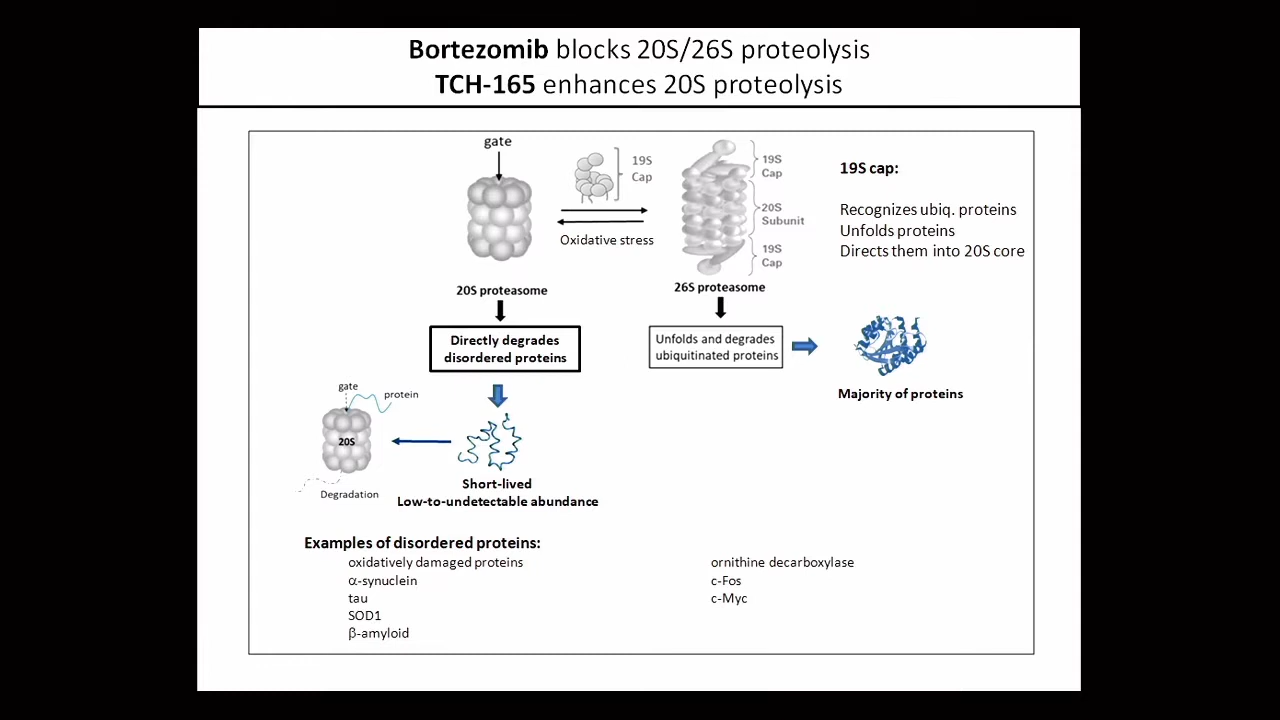 Bortezomib blocks 20S/26S proteolysis
TCH-165 enhances 20S proteolysis
gate
19S
Cap
Oxidative stress
20S proteasome
19S
Cap
20S
Subunit
19S
Cap
26S proteasome
19S cap:
Recognizes ubiq. proteins
Unfolds proteins
Directs them into 20S core
Directly degrades
disordered proteins
Unfolds and degrades
ubiquitinated proteins
Majority of proteins
gate
protein
20S
Degradation
Short-lived
Low-to-undetectable abundance
Examples of disordered proteins:
oxidatively damaged proteins
α-synuclein
tau
SOD1
β-amyloid
ornithine decarboxylase
c-Fos
c-Myc